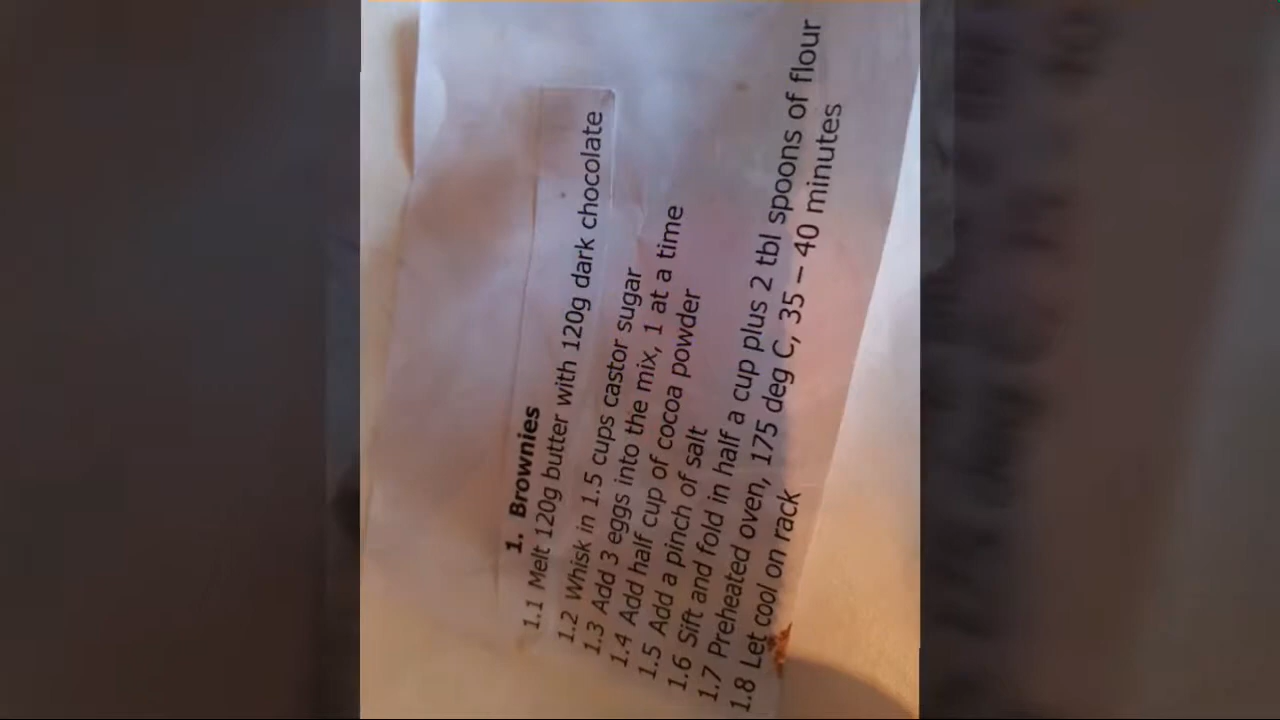 1. Brownies
1.1 Melt 120g butter with 120g dark chocolate
1.2 Whisk in 1.5 cups castor sugar
1.3 Add 3 eggs into the mix, 1 at a time
1.4 Add half cup of cocoa powder
1.5 Add a pinch of salt
1.6 Sift and fold in half a cup plus 2 tbl spoons of flour
1.7 Preheated oven, 175 deg C, 35 – 40 minutes
1.8 Let cool on rack